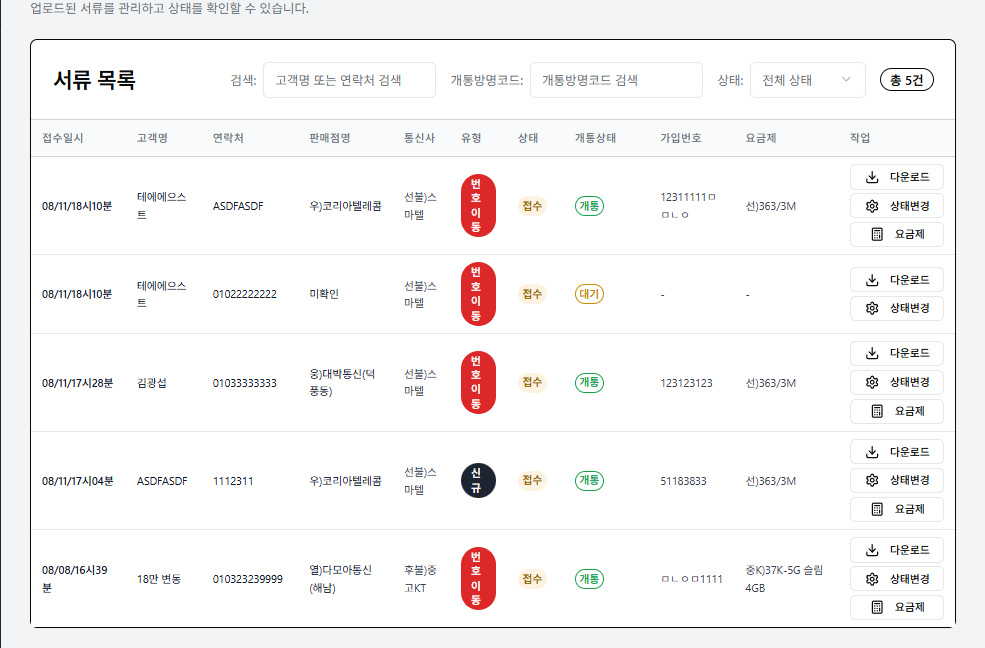 업로드된 서류를 관리하고 상태를 확인할 수 있습니다.
서류 목록
검색: 고객명 또는 연락처 검색 개통방명코드: 개통방명코드 검색 상태: 전체 상태 총 5건
접수일시 고객명 연락처 판매점명 통신사 유형 상태 개통상태 가입번호 요금제 작업
08/11/18시10분 테에에으스
트 ASDFASDF 우)코리아텔레콤 선불)스
마텔 번
호
이
동 접수 개통 12311111ㅁ
ㅁㄴㅇ 선)363/3M 다운로드
상태변경
요금제
08/11/18시10분 테에에으스
트 01022222222 미확인 선불)스
마텔 번
호
이
동 접수 대기 - - 다운로드
상태변경
08/11/17시28분 김광섭 01033333333 웅)대박통신(덕
풍동) 선불)스
마텔 번
호
이
동 접수 개통 123123123 선)363/3M 다운로드
상태변경
요금제
08/11/17시04분 ASDFASDF 1112311 우)코리아텔레콤 선불)스
마텔 신
규 접수 개통 51183833 선)363/3M 다운로드
상태변경
요금제
08/08/16시39
분 18만 변동 010323239999 열)다모아통신
(해남) 후불)중
고KT 번
호
이
동 접수 개통 ㅁㄴㅇㅁ1111 중K)37K-5G 슬림
4GB 다운로드
상태변경
요금제